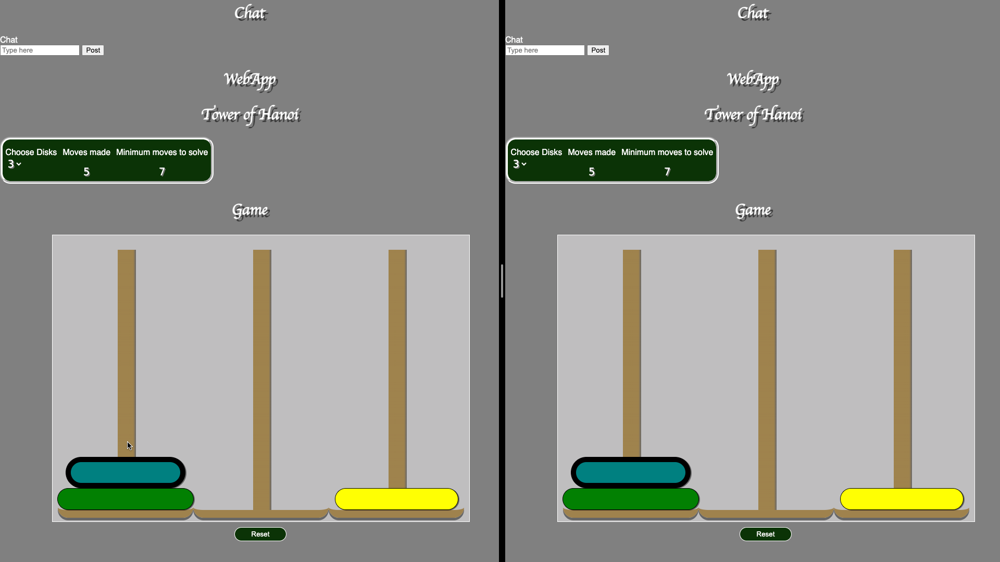 Chat
Chat
Type here Post
WebApp
Tower of Hanoi
Choose Disks Moves made Minimum moves to solve
3 5 7
Game
Reset
Chat
Chat
Type here Post
WebApp
Tower of Hanoi
Choose Disks Moves made Minimum moves to solve
3 5 7
Game
Reset